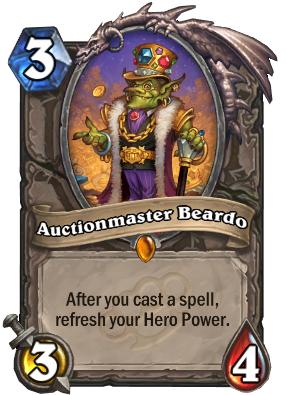 3
Auctionmaster Beardo
After you cast a spell,
refresh your Hero Power.
3
4